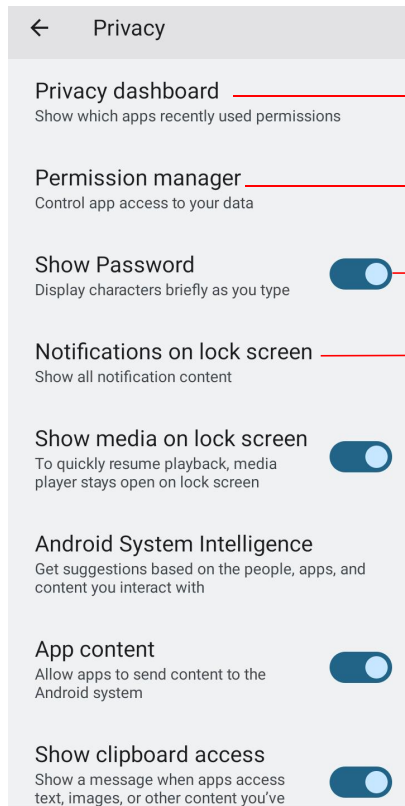 Privacy
Privacy dashboard
Show which apps recently used permissions
Permission manager
Control app access to your data
Show Password
Display characters briefly as you type
Notifications on lock screen
Show all notification content
Show media on lock screen
To quickly resume playback, media
player stays open on lock screen
Android System Intelligence
Get suggestions based on the people, apps, and
content you interact with
App content
Allow apps to send content to the
Android system
Show clipboard access
Show a message when apps access
text, images, or other content you've